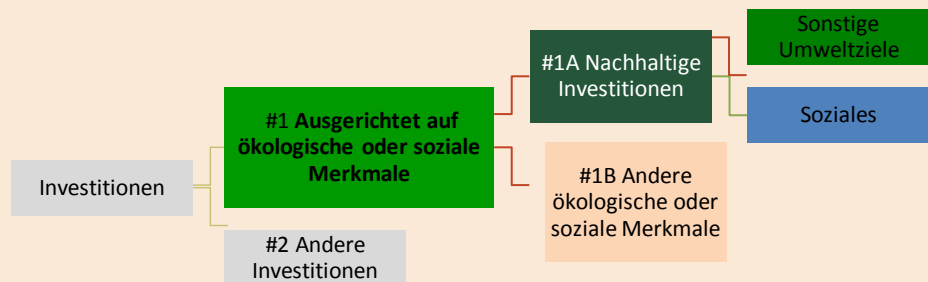 Investitionen
#1 Ausgerichtet auf
ökologische oder soziale
Merkmale
#2 Andere
Investitionen
#1A Nachhaltige
Investitionen
#1B Andere
ökologische oder
soziale Merkmale
Sonstige
Umweltziele
Soziales